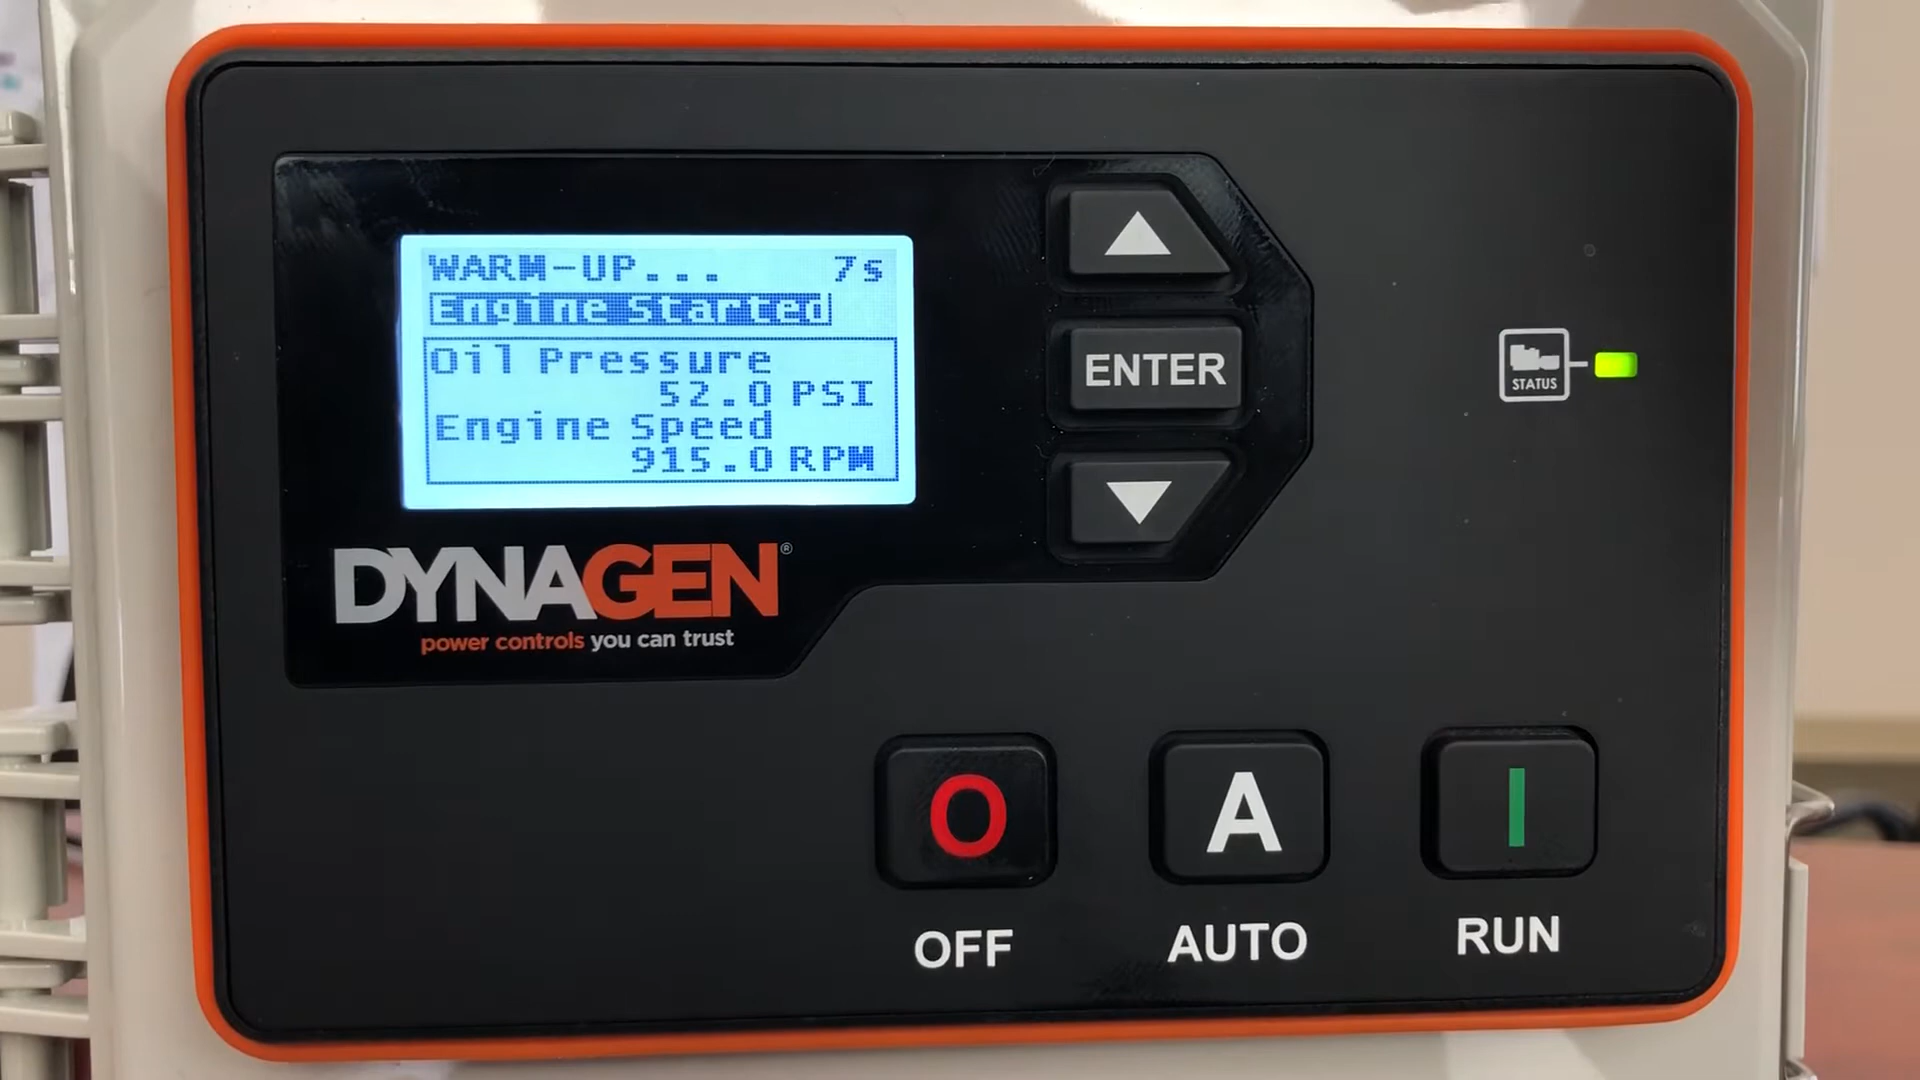 WARM-UP... 7s
Engine Started
Oil Pressure
52.0 PSI
Engine Speed
915.0 RPM
ENTER
STATUS
DYNAGEN®
power controls you can trust
O
A
I
OFF
AUTO
RUN